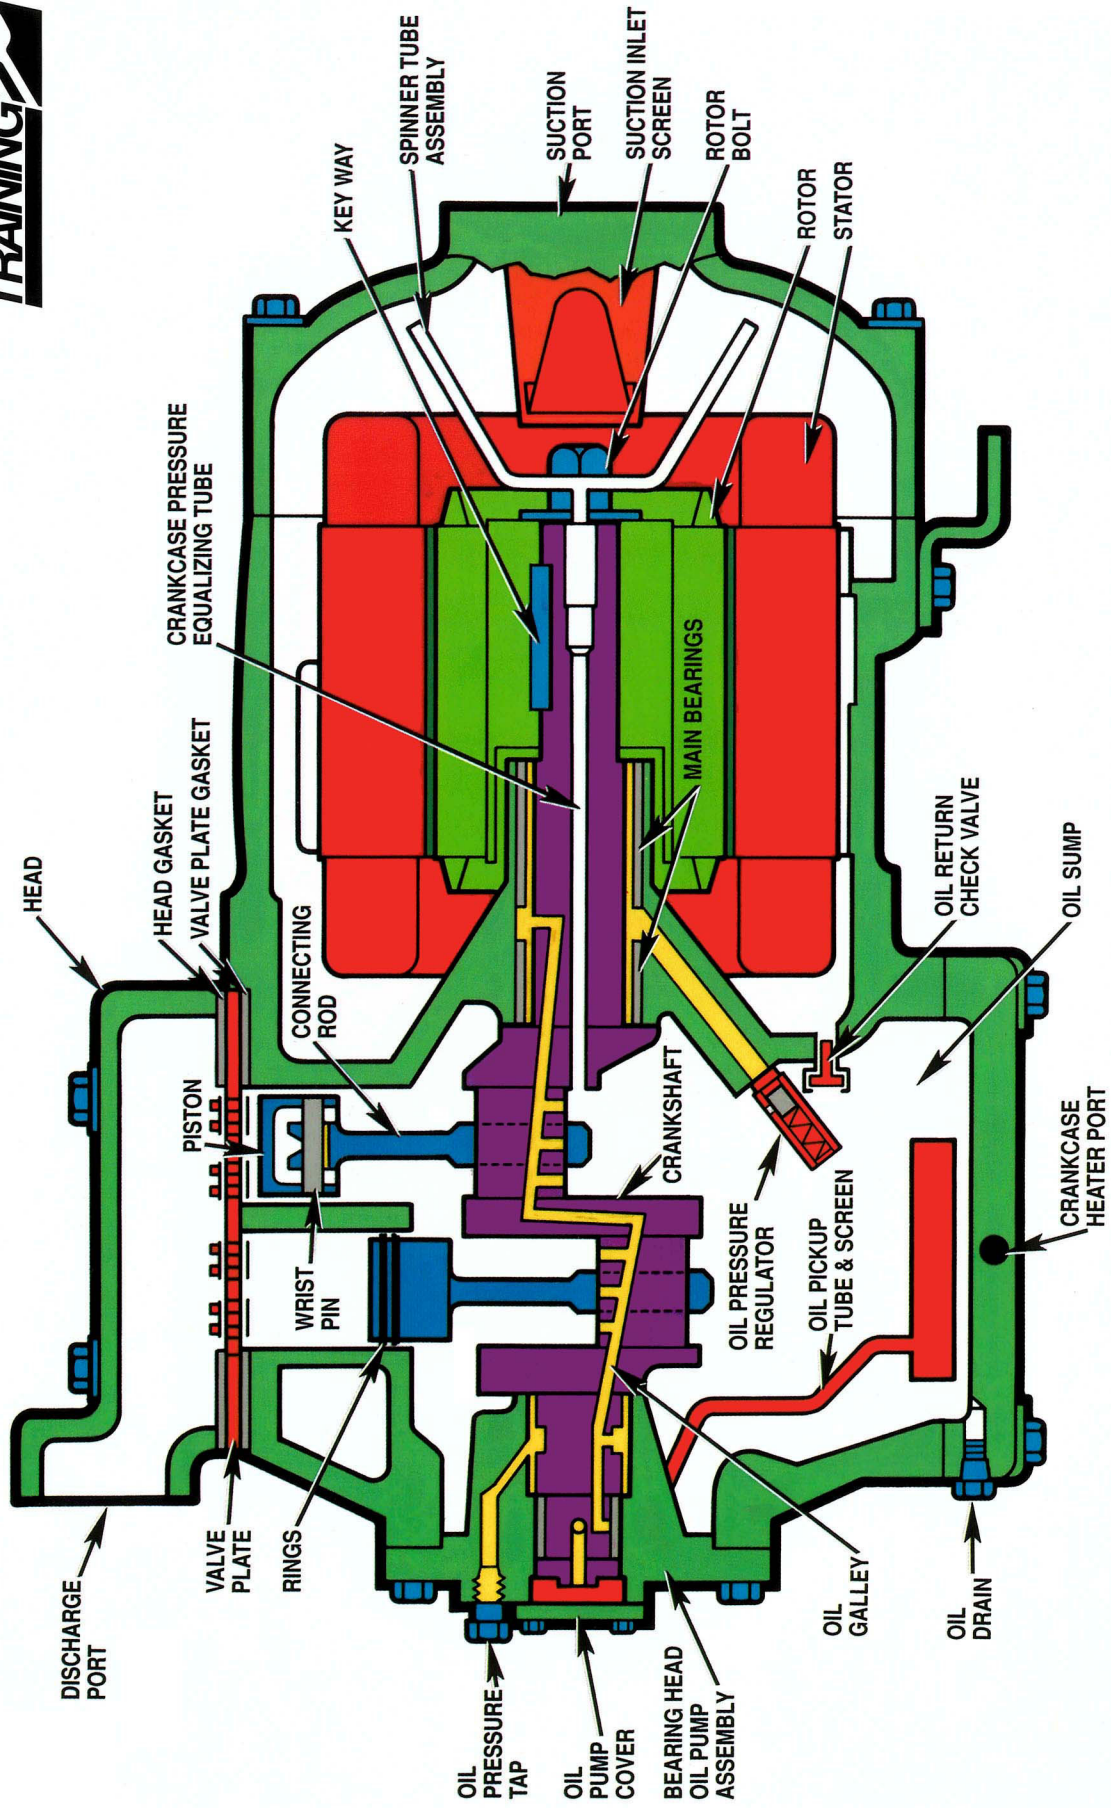 TRAINING
SPINNER TUBE
ASSEMBLY
KEY WAY
SUCTION
PORT
SUCTION INLET
SCREEN
ROTOR
BOLT
ROTOR
STATOR
CRANKCASE PRESSURE
EQUALIZING TUBE
MAIN BEARINGS
HEAD
HEAD GASKET
VALVE PLATE GASKET
CONNECTING
ROD
PISTON
WRIST
PIN
CRANKSHAFT
OIL RETURN
CHECK VALVE
OIL SUMP
OIL PRESSURE
REGULATOR
OIL PICKUP
TUBE & SCREEN
CRANKCASE
HEATER PORT
DISCHARGE
PORT
VALVE
PLATE
RINGS
OIL
PRESSURE
TAP
OIL
PUMP
COVER
BEARING HEAD
OIL PUMP
ASSEMBLY
OIL
GALLEY
OIL
DRAIN